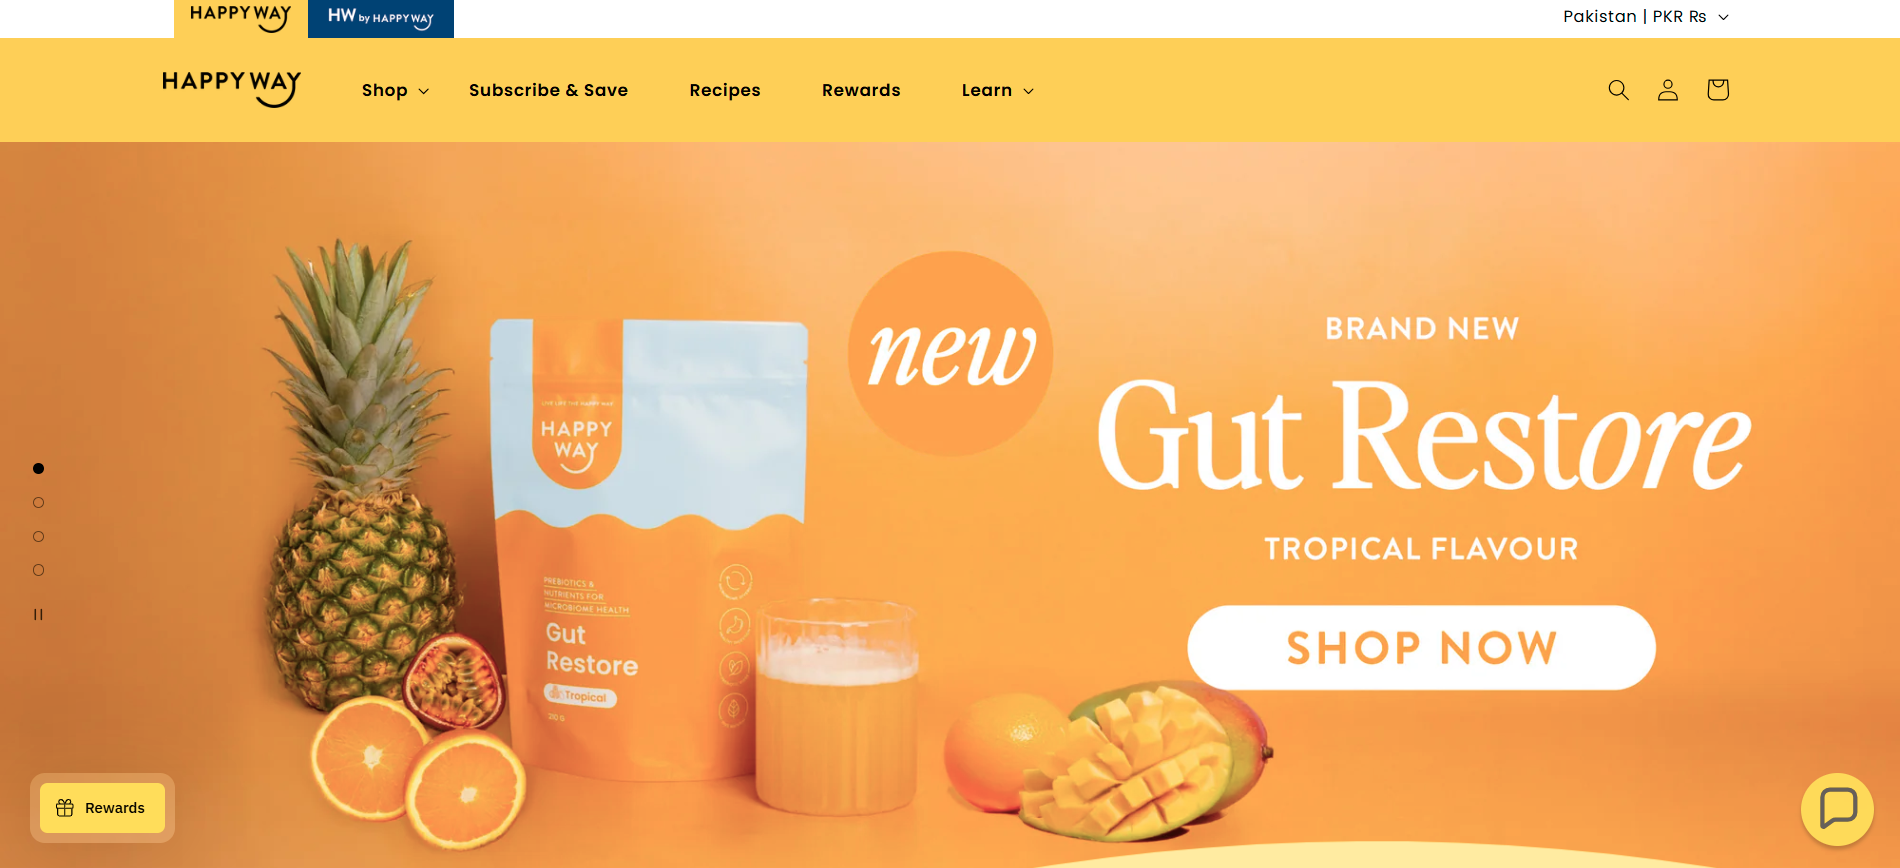 HAPPY WAY
HW by HAPPY WAY
Pakistan | PKR ₨
HAPPY WAY
Shop
Subscribe & Save
Recipes
Rewards
Learn
new
BRAND NEW
Gut Restore
TROPICAL FLAVOUR
SHOP NOW
LIVE LIKE THE HAPPY WAY
HAPPY
WAY
PREBIOTICS &
NUTRIENTS FOR
MICROBIOME HEALTH
Gut
Restore
Tropical
Rewards